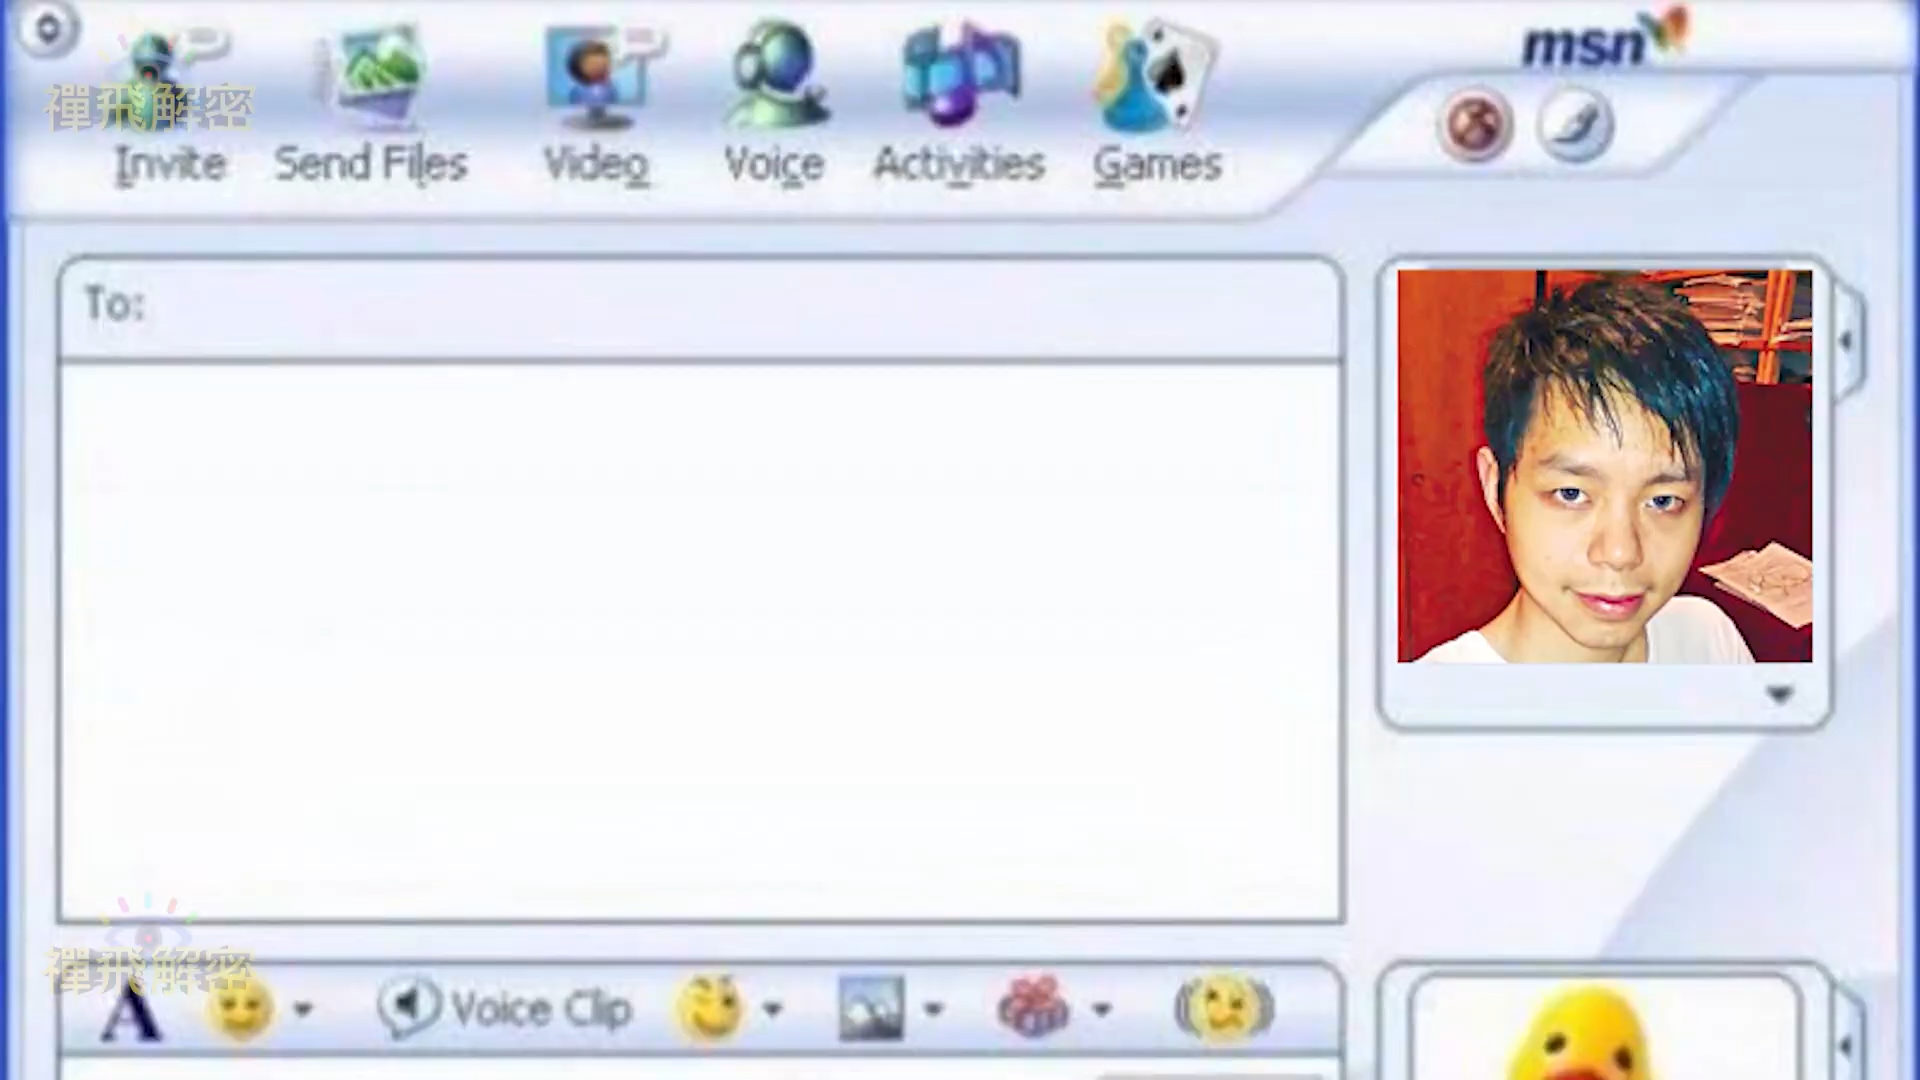 msn
禪飛解密
Invite
Send Files
Video
Voice
Activities
Games
To:
禪飛解密
A
Voice Clip